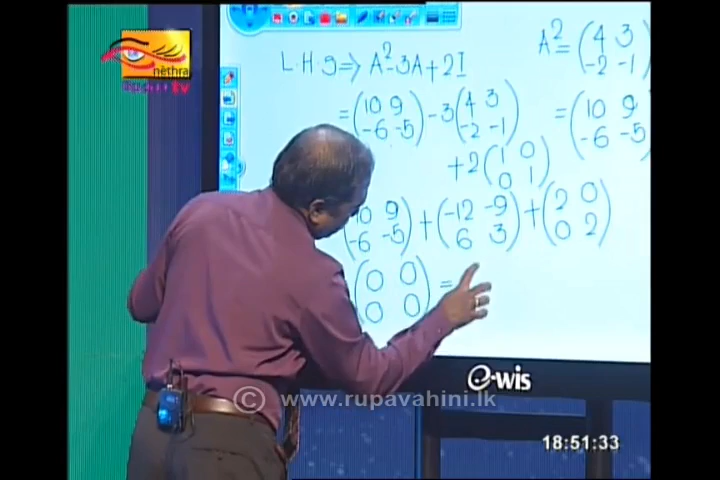 nēthra
L.H.S => A² - 3A + 2I
A² = (4 3
-2 -1)
= (10 9
-6 -5) - 3 (4 3
-2 -1)
= (10 9
-6 -5)
+ 2 (1 0
0 1)
10 9
-6 -5) + (-12 -9
6 3) + (2 0
0 2)
(0 0
0 0) =
e-wis
© www.rupavahini.lk
18:51:33